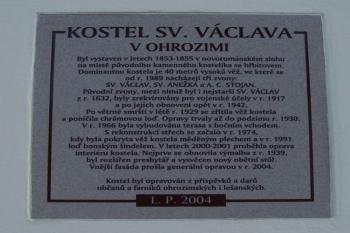 KOSTEL SV. VÁCLAVA
V OHROZIMI
Byl vystaven v letech 1853-1855 v novorománském slohu
na místě původního kamenného kostelíka se hřbitovem.
Dominantou kostela je 40 metrů vysoká věž, ve které se
od r. 1989 nacházejí tři zvony:
SV. VÁCLAV, SV. ANEŽKA a A. C. STOJAN.
Původní zvony, mezi nimiž byl i nejstarší SV. VÁCLAV
z r. 1632, byly zrekvírovány pro vojenské účely v r. 1917
a po jejich obnovení opět v r. 1942.
Po větrné smršti v létě r. 1929 se zřítila věž kostela
a poničila chrámovou loď. Opravy trvaly až do podzimu r. 1930.
V r. 1966 byla vybudována terasa s bočním vchodem.
S rekonstrukcí střech se začalo v r. 1974,
kdy byla pokryta věž kostela měděným plechem a v r. 1991
loď bonským šindelem. V letech 2000-2001 proběhla oprava
interiéru kostela. Nejprve se obnovila výmalba z r. 1939,
byl rozšířen presbytář a vysvěcen nový obětní stůl.
Vnější fasáda prošla generální opravou v r. 2004.
Kostel byl opravován z příspěvků a darů
občanů a farníků ohrozimských i lešanských.
L. P. 2004